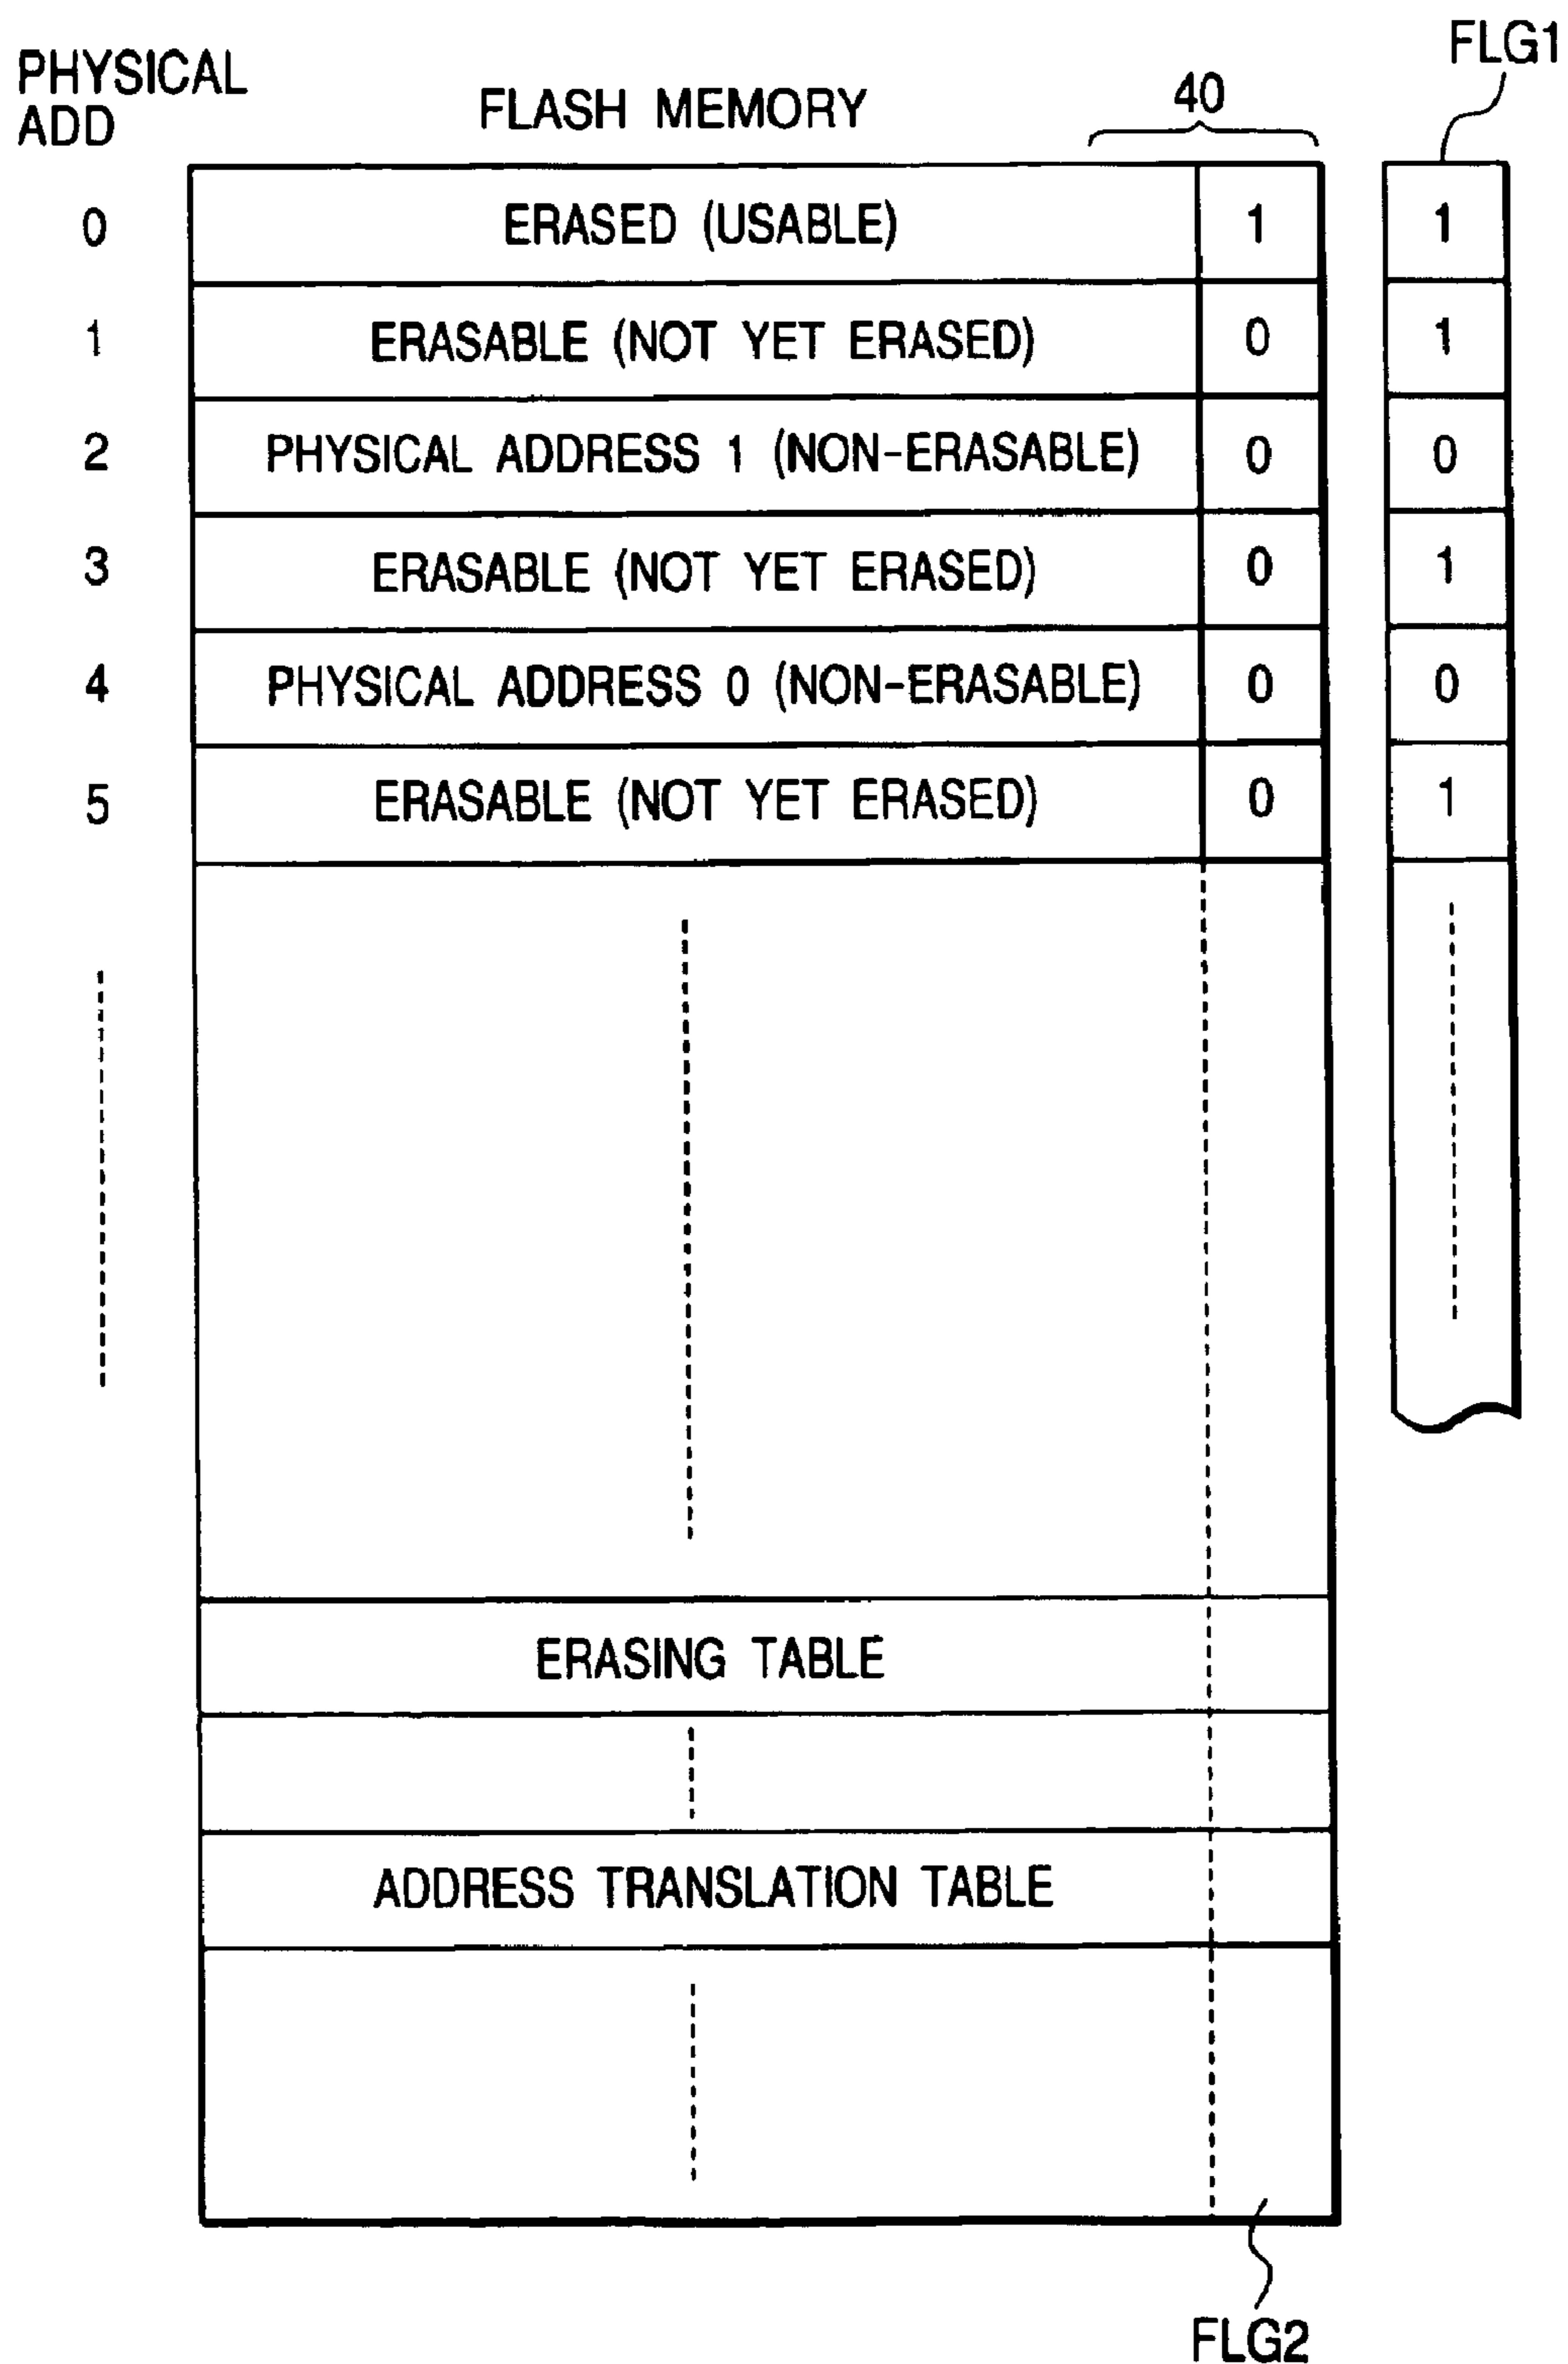 FLG1
PHYSICAL
ADD
FLASH MEMORY
40
0 ERASED (USABLE) 1 1
1 ERASABLE (NOT YET ERASED) 0 1
2 PHYSICAL ADDRESS 1 (NON-ERASABLE) 0 0
3 ERASABLE (NOT YET ERASED) 0 1
4 PHYSICAL ADDRESS 0 (NON-ERASABLE) 0 0
5 ERASABLE (NOT YET ERASED) 0 1
ERASING TABLE
ADDRESS TRANSLATION TABLE
FLG2